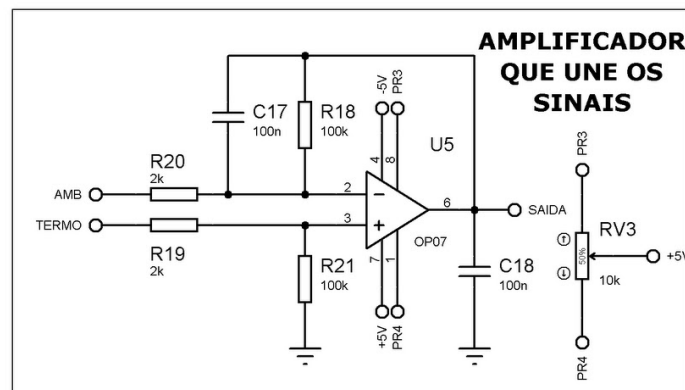 AMPLIFICADOR
QUE UNE OS
SINAIS
-5V
PR3
C17
100n
R18
100k
U5
4
8
PR3
R20
2k
AMB
2
6
SAIDA
RV3
TERMO
3
+5V
50%
OP07
R19
2k
10k
R21
100k
7
1
C18
100n
+5V
PR4
PR4